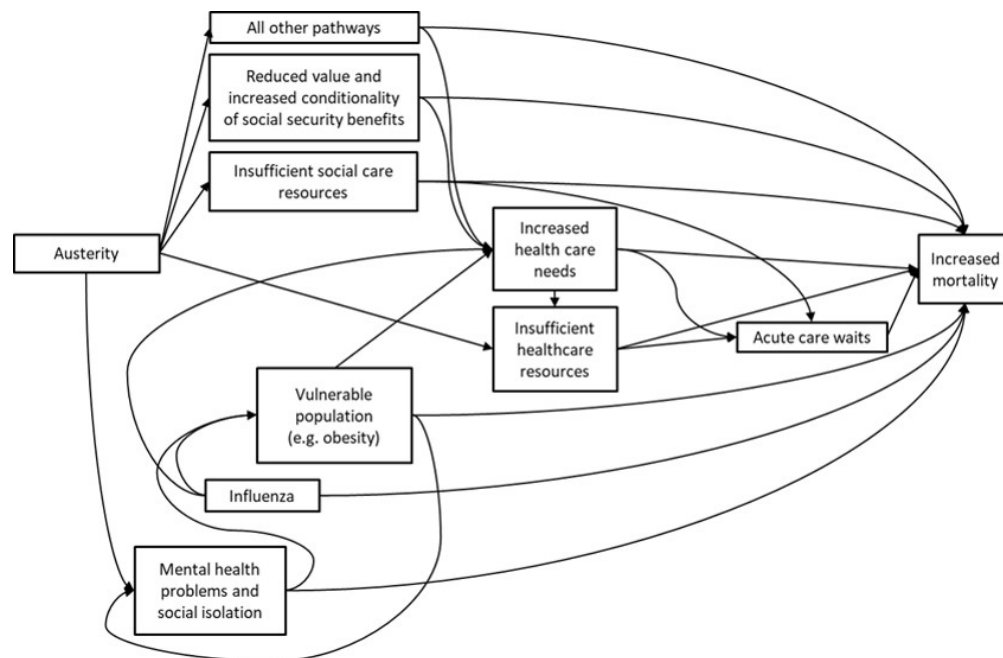 All other pathways
Reduced value and
increased conditionality
of social security benefits
Insufficient social care
resources
Austerity
Increased
health care
needs
Increased
mortality
Insufficient
healthcare
resources
Acute care waits
Vulnerable
population
(e.g. obesity)
Influenza
Mental health
problems and
social isolation